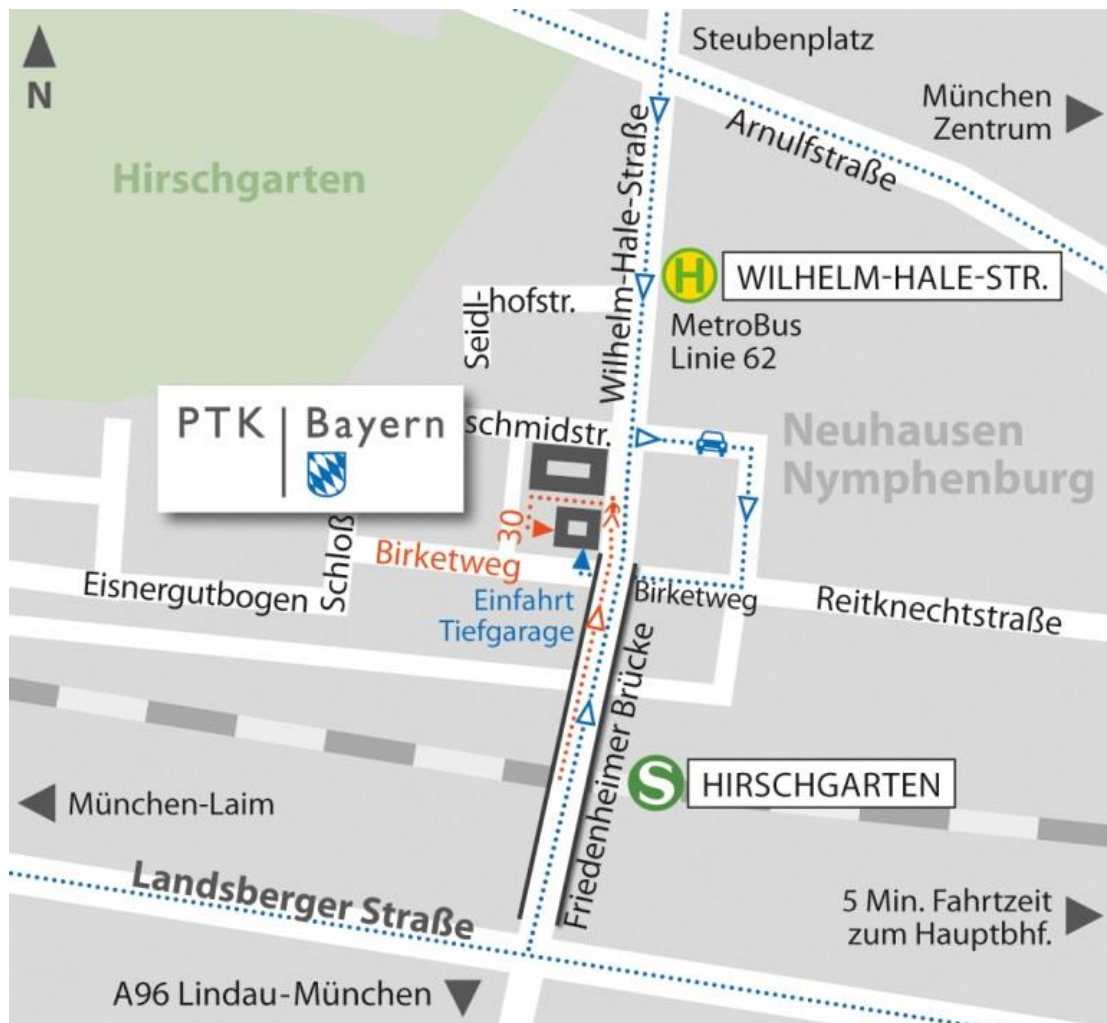 Steubenplatz
N
München
Zentrum
Arnulfstraße
Hirschgarten
Wilhelm-Hale-Straße
H
WILHELM-HALE-STR.
MetroBus
Linie 62
Seidl-
hofstr.
PTK | Bayern
schmidstr.
Neuhausen
Nymphenburg
30
Schloß
Birketweg
Eisnergutbogen
Einfahrt
Tiefgarage
Birketweg
Reitknechtstraße
Friedenheimer Brücke
S
HIRSCHGARTEN
München-Laim
Landsberger Straße
5 Min. Fahrtzeit
zum Hauptbhf.
A96 Lindau-München